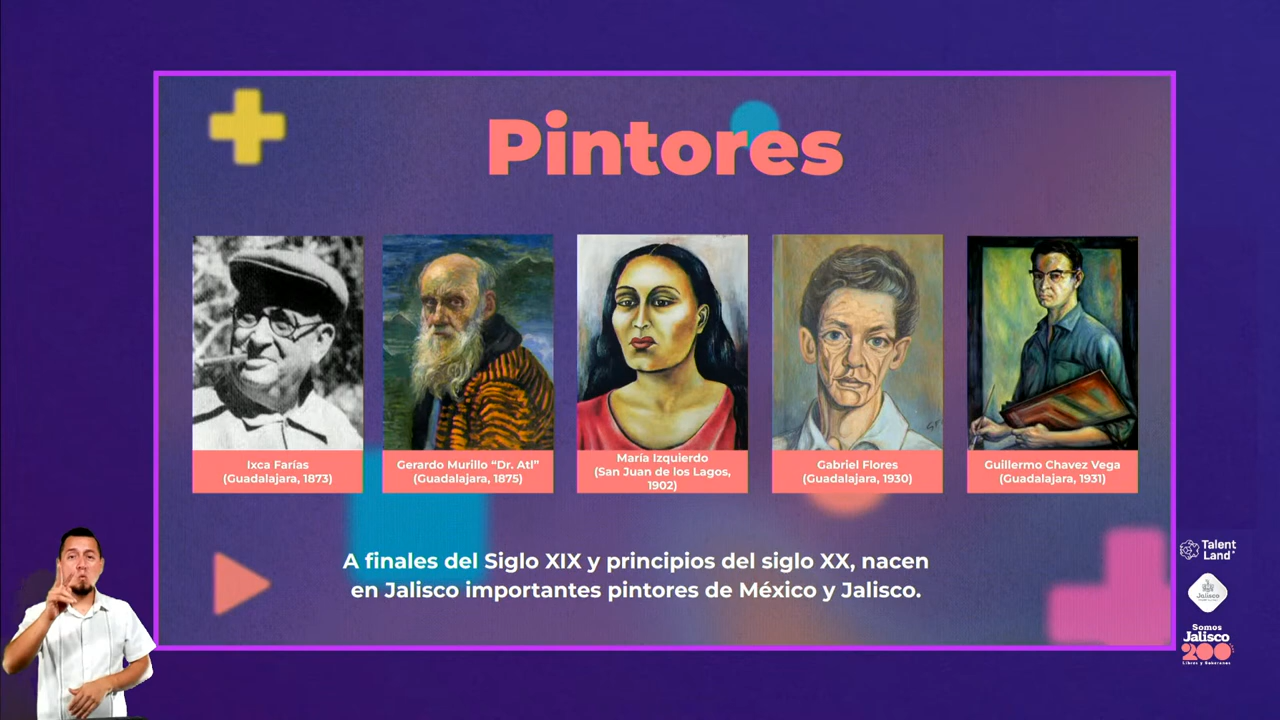 Pintores
Ixca Farías
(Guadalajara, 1873)
Gerardo Murillo “Dr. Atl”
(Guadalajara, 1875)
María Izquierdo
(San Juan de los Lagos,
1902)
Gabriel Flores
(Guadalajara, 1930)
Guillermo Chavez Vega
(Guadalajara, 1931)
A finales del Siglo XIX y principios del siglo XX, nacen
en Jalisco importantes pintores de México y Jalisco.
Talent
Land
Jalisco
Somos
Jalisco
200
Libres y Soberanos